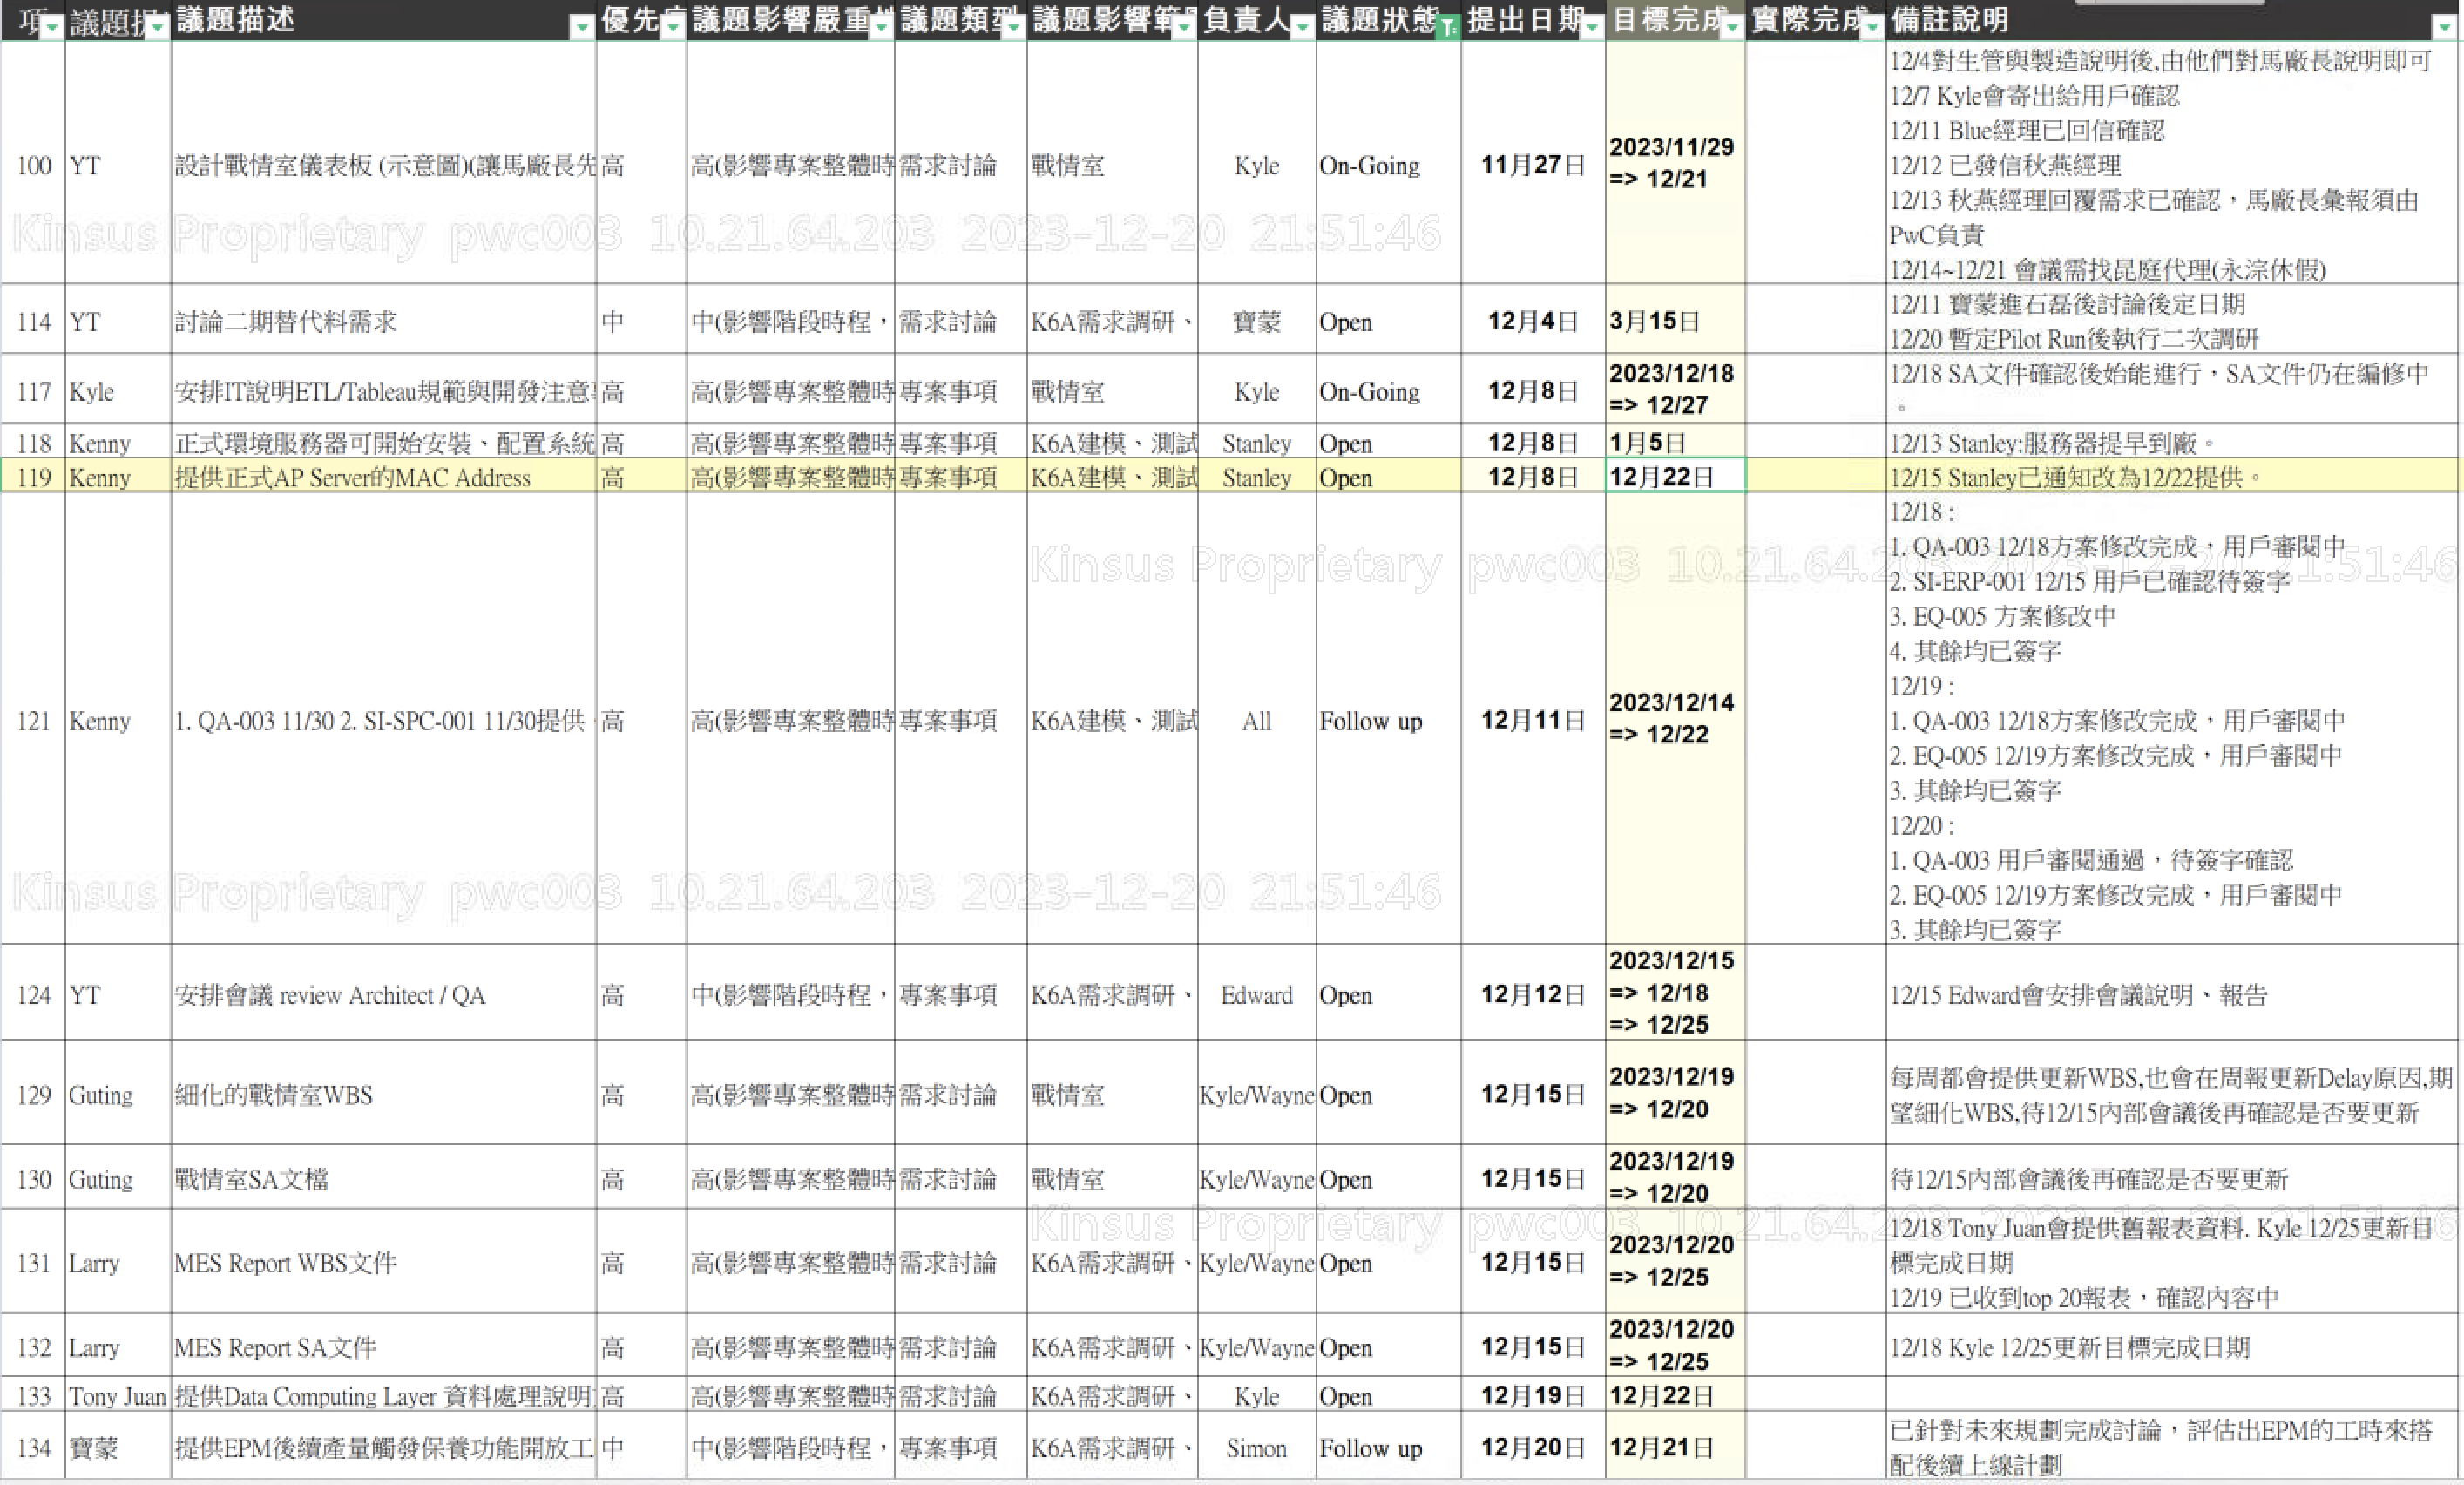 項 議題提 議題描述 優先 議題影響嚴重 議題類型 議題影響範 負責人 議題狀態 提出日期 目標完成 實際完成 備註說明
100 YT 設計戰情室儀表板 (示意圖)(讓馬廠長先 高 高(影響專案整體時 需求討論 戰情室 Kyle On-Going 11月27日 2023/11/29
=> 12/21
12/4對生管與製造說明後,由他們對馬廠長說明即可
12/7 Kyle會寄出給用戶確認
12/11 Blue經理已回信確認
12/12 已發信秋燕經理
12/13 秋燕經理回覆需求已確認，馬廠長彙報須由
PwC負責
12/14~12/21 會議需找昆庭代理(永淙休假)
Kinsus Proprietary pwc003 10.21.64.203 2023-12-20 21:51:46
114 YT 討論二期替代料需求 中 中(影響階段時程， 需求討論 K6A需求調研、 寶蒙 Open 12月4日 3月15日
12/11 寶蒙進石磊後討論後定日期
12/20 暫定Pilot Run後執行二次調研
117 Kyle 安排IT說明ETL/Tableau規範與開發注意 高 高(影響專案整體時 專案事項 戰情室 Kyle On-Going 12月8日 2023/12/18
=> 12/27
12/18 SA文件確認後始能進行，SA文件仍在編修中
。
118 Kenny 正式環境服務器可開始安裝、配置系統 高 高(影響專案整體時 專案事項 K6A建模、測試 Stanley Open 12月8日 1月5日 12/13 Stanley:服務器提早到廠。
119 Kenny 提供正式AP Server的MAC Address 高 高(影響專案整體時 專案事項 K6A建模、測試 Stanley Open 12月8日 12月22日 12/15 Stanley已通知改為12/22提供。
121 Kenny 1. QA-003 11/30 2. SI-SPC-001 11/30提供、 高 高(影響專案整體時 專案事項 K6A建模、測試 All Follow up 12月11日 2023/12/14
=> 12/22
12/18 :
1. QA-003 12/18方案修改完成，用戶審閱中
2. SI-ERP-001 12/15 用戶已確認待簽字
3. EQ-005 方案修改中
4. 其餘均已簽字
12/19 :
1. QA-003 12/18方案修改完成，用戶審閱中
2. EQ-005 12/19方案修改完成，用戶審閱中
3. 其餘均已簽字
12/20 :
1. QA-003 用戶審閱通過，待簽字確認
2. EQ-005 12/19方案修改完成，用戶審閱中
3. 其餘均已簽字
Kinsus Proprietary pwc003 10.21.64.203 2023-12-20 21:51:46
Kinsus Proprietary pwc003 10.21.64.203 2023-12-20 21:51:46
124 YT 安排會議 review Architect / QA 高 中(影響階段時程， 專案事項 K6A需求調研、 Edward Open 12月12日 2023/12/15
=> 12/18
=> 12/25
12/15 Edward會安排會議說明、報告
129 Guting 細化的戰情室WBS 高 高(影響專案整體時 需求討論 戰情室 Kyle/Wayne Open 12月15日 2023/12/19
=> 12/20
每周都會提供更新WBS,也會在周報更新Delay原因,期
望細化WBS,待12/15內部會議後再確認是否要更新
130 Guting 戰情室SA文檔 高 高(影響專案整體時 需求討論 戰情室 Kyle/Wayne Open 12月15日 2023/12/19
=> 12/20
待12/15內部會議後再確認是否要更新
Kinsus Proprietary pwc003 10.21.64.203 2023-12-20 21:51:46
131 Larry MES Report WBS文件 高 高(影響專案整體時 需求討論 K6A需求調研、 Kyle/Wayne Open 12月15日 2023/12/20
=> 12/25
12/18 Tony Juan會提供舊報表資料. Kyle 12/25更新目
標完成日期
12/19 已收到top 20報表，確認內容中
132 Larry MES Report SA文件 高 高(影響專案整體時 需求討論 K6A需求調研、 Kyle/Wayne Open 12月15日 2023/12/20
=> 12/25
12/18 Kyle 12/25更新目標完成日期
133 Tony Juan 提供Data Computing Layer 資料處理說明 高 高(影響專案整體時 需求討論 K6A需求調研、 Kyle Open 12月19日 12月22日
134 寶蒙 提供EPM後續產量觸發保養功能開放工 中 中(影響階段時程， 專案事項 K6A需求調研、 Simon Follow up 12月20日 12月21日
已針對未來規劃完成討論，評估出EPM的工時來搭
配後續上線計劃